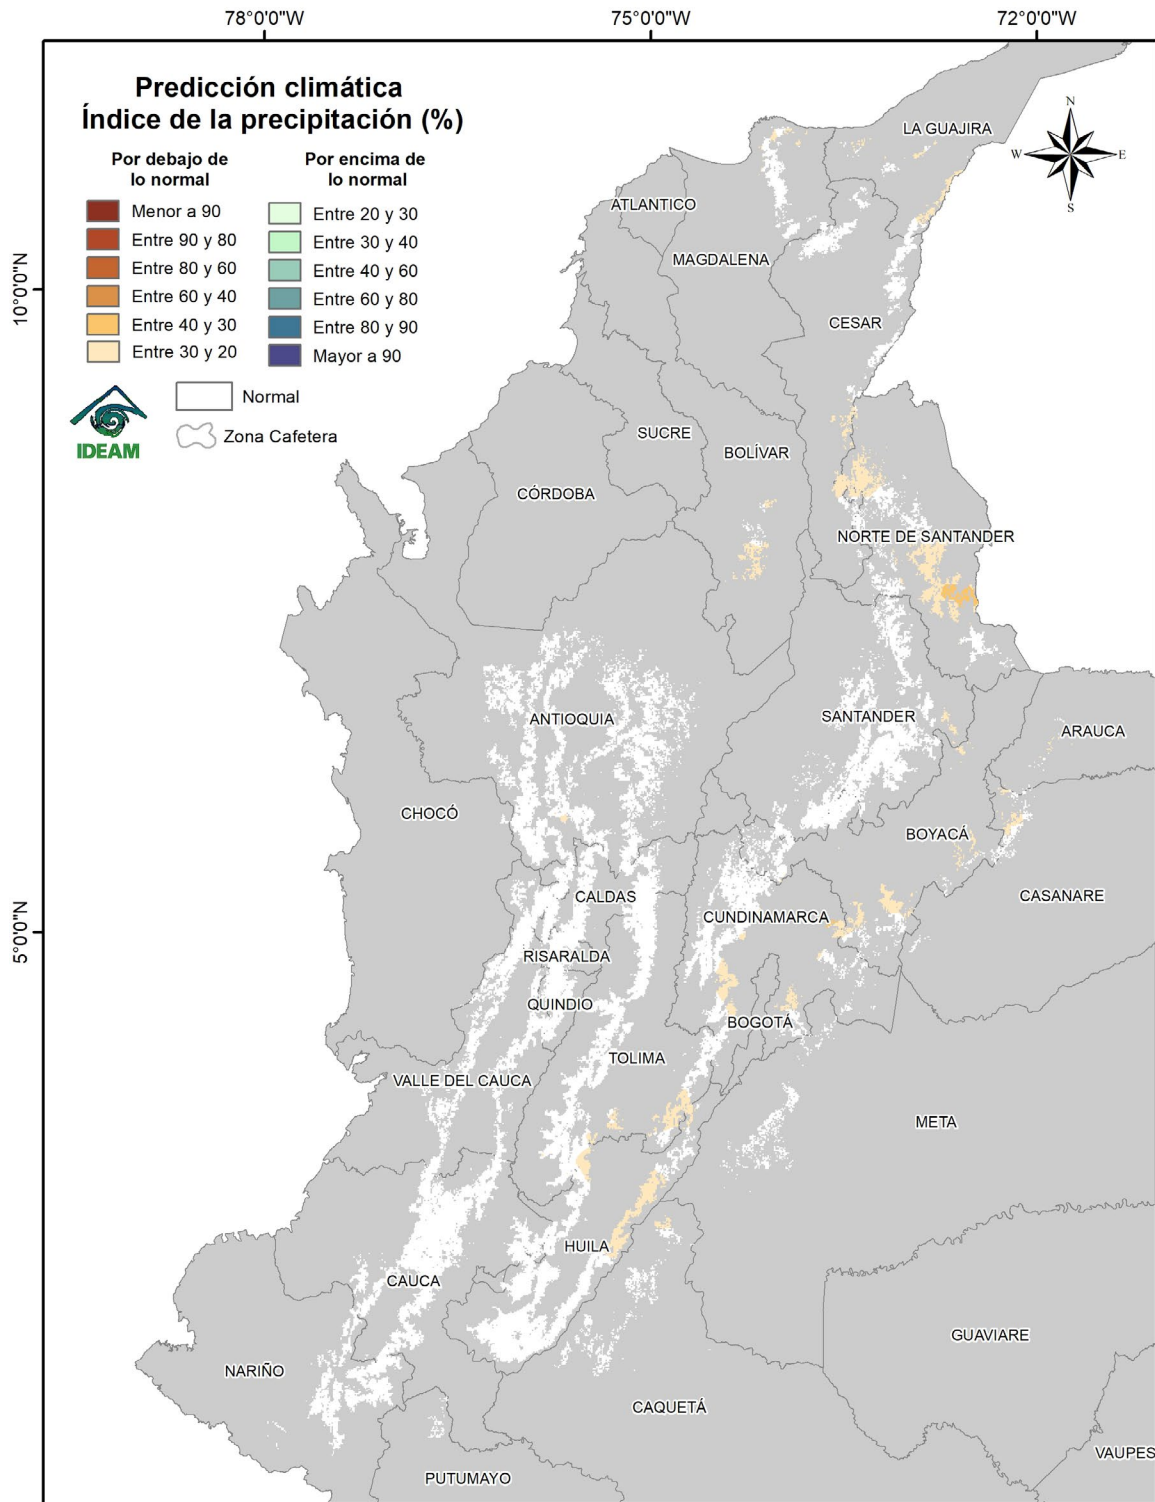 78°0'0"W
75°0'0"W
72°0'0"W
Predicción climática
Índice de la precipitación (%)
Por debajo de
lo normal
Menor a 90
Entre 90 y 80
Entre 80 y 60
Entre 60 y 40
Entre 40 y 30
Entre 30 y 20
Por encima de
lo normal
Entre 20 y 30
Entre 30 y 40
Entre 40 y 60
Entre 60 y 80
Entre 80 y 90
Mayor a 90
Normal
Zona Cafetera
IDEAM
N
W
E
S
10°0'0"N
5°0'0"N
LA GUAJIRA
ATLANTICO
MAGDALENA
CESAR
SUCRE
BOLÍVAR
CÓRDOBA
NORTE DE SANTANDER
ANTIOQUIA
SANTANDER
ARAUCA
CHOCÓ
BOYACÁ
CALDAS
CASANARE
CUNDINAMARCA
RISARALDA
QUINDIO
BOGOTÁ
TOLIMA
VALLE DEL CAUCA
META
HUILA
CAUCA
GUAVIARE
NARIÑO
CAQUETÁ
VAUPES
PUTUMAYO